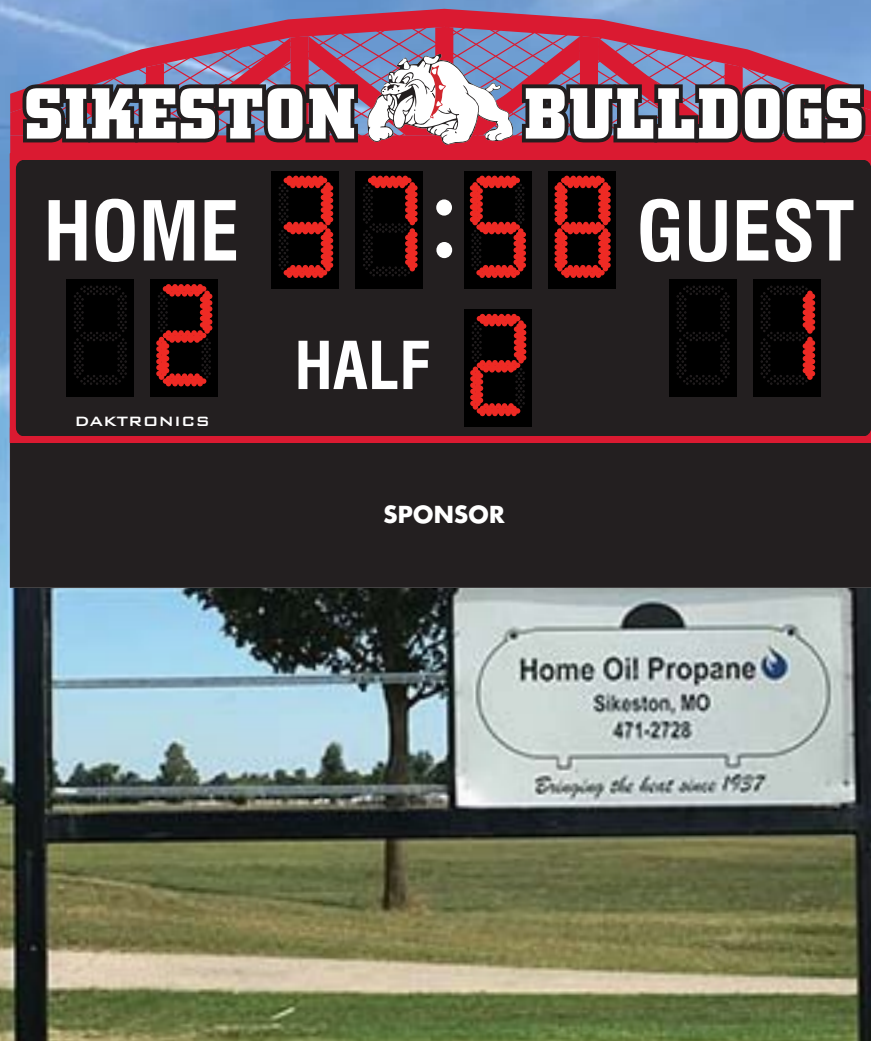 SIKESTON BULLDOGS
HOME 37:58 GUEST
2 HALF 2 1
DAKTRONICS
SPONSOR
Home Oil Propane
Sikeston, MO
471-2728
Bringing the heat since 1937